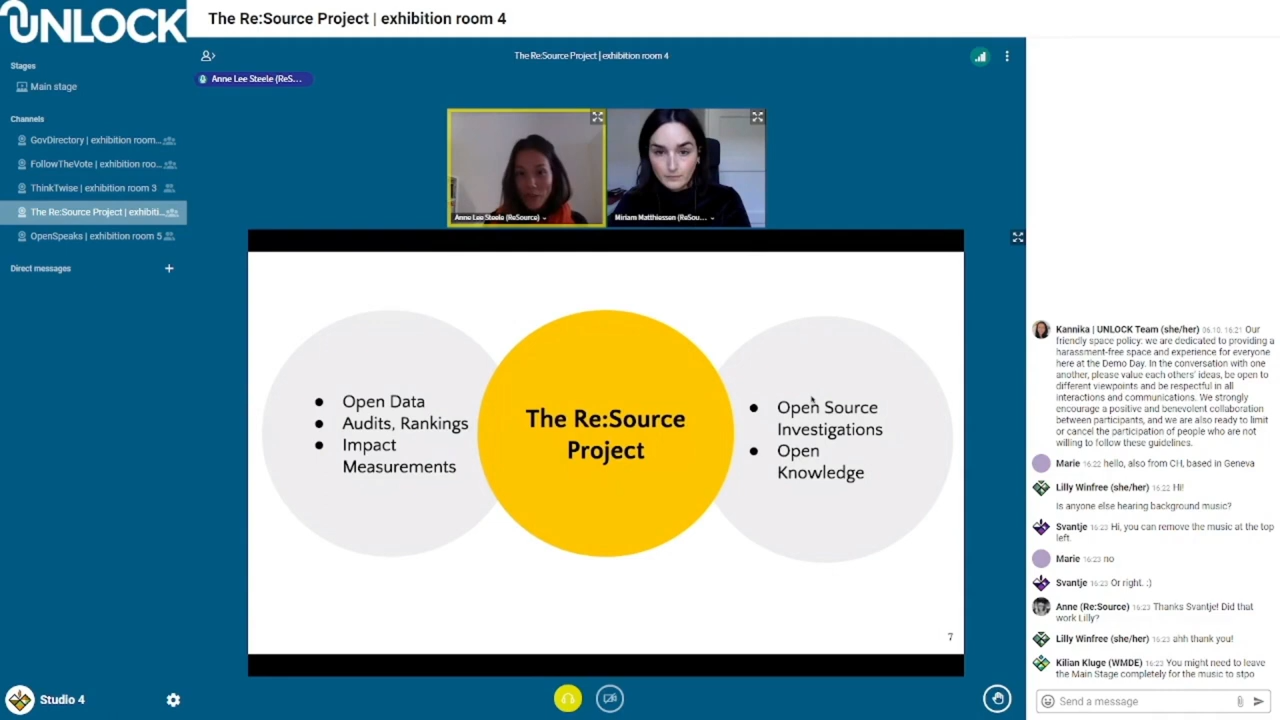 UNLOCK
The Re:Source Project | exhibition room 4
Stages
Main stage
Channels
GovDirectory | exhibition room...
FollowTheVote | exhibition roo...
ThinkTwise | exhibition room 3
The Re:Source Project | exhibiti...
OpenSpeaks | exhibition room 5
Direct messages
+
Studio 4
The Re:Source Project | exhibition room 4
Anne Lee Steele (ReS...
Anne Lee Steele (ReSource)
Miriam Matthiessen (ReSou...
● Open Data
● Audits, Rankings
● Impact
Measurements
The Re:Source
Project
● Open Source
Investigations
● Open
Knowledge
7
Kannika | UNLOCK Team (she/her) 06.10. 16:21 Our
friendly space policy: we are dedicated to providing a
harassment-free space and experience for everyone
here at the Demo Day. In the conversation with one
another, please value each others' ideas, be open to
different viewpoints and be respectful in all
interactions and communications. We strongly
encourage a positive and benevolent collaboration
between participants, and we are also ready to limit
or cancel the participation of people who are not
willing to follow these guidelines.
Marie 16:22 hello, also from CH, based in Geneva
Lilly Winfree (she/her) 16:22 Hi!
Is anyone else hearing background music?
Svantje 16:23 Hi, you can remove the music at the top
left.
Marie 16:23 no
Svantje 16:23 Or right. :)
Anne (Re:Source) 16:23 Thanks Svantje! Did that
work Lilly?
Lilly Winfree (she/her) 16:23 ahh thank you!
Kilian Kluge (WMDE) 16:23 You might need to leave
the Main Stage completely for the music to stpo
Send a message